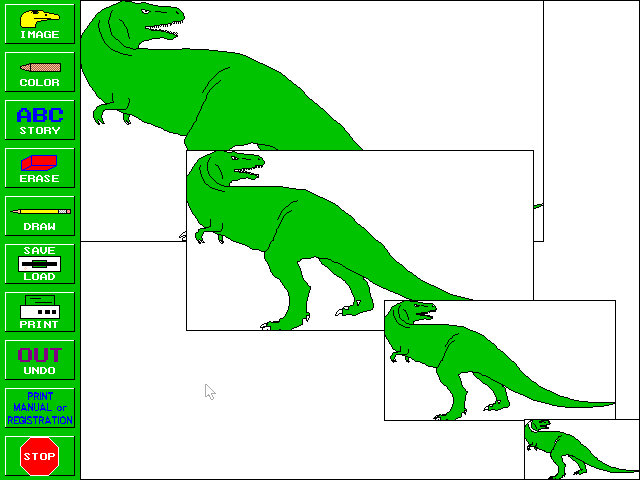 IMAGE
COLOR
ABC
STORY
ERASE
DRAW
SAVE
LOAD
PRINT
OUT
UNDO
PRINT
MANUAL or
REGISTRATION
STOP